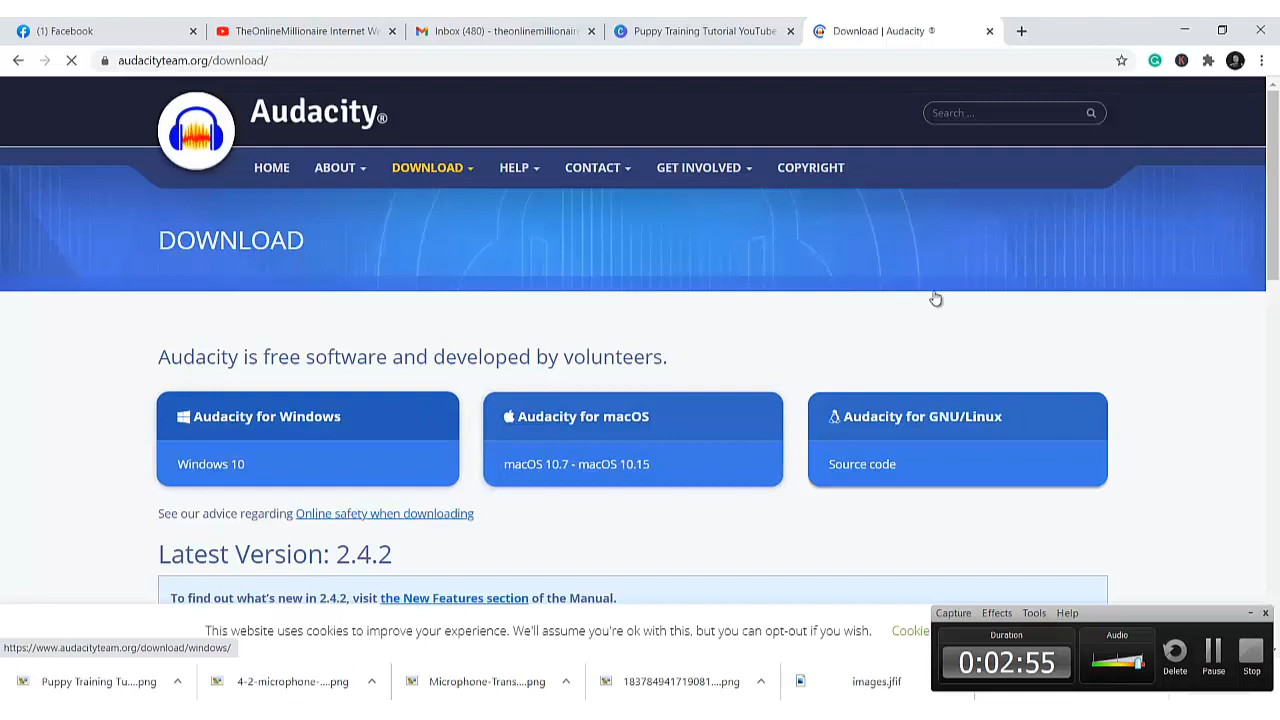 (1) Facebook
TheOnlineMillionaire Internet W
Inbox (480) - theonlinemillionair
Puppy Training Tutorial YouTube
Download | Audacity ®
audacityteam.org/download/
Audacity®
Search ...
HOME ABOUT DOWNLOAD HELP CONTACT GET INVOLVED COPYRIGHT
DOWNLOAD
Audacity is free software and developed by volunteers.
Audacity for Windows
Windows 10
Audacity for macOS
macOS 10.7 - macOS 10.15
Audacity for GNU/Linux
Source code
See our advice regarding Online safety when downloading
Latest Version: 2.4.2
To find out what's new in 2.4.2, visit the New Features section of the Manual.
This website uses cookies to improve your experience. We'll assume you're ok with this, but you can opt-out if you wish. Cookie
https://www.audacityteam.org/download/windows/
Capture Effects Tools Help
Duration
0:02:55
Audio
Delete
Pause
Stop
Puppy Training Tu....png
4-2-microphone-....png
Microphone-Trans....png
183784941719081....png
images.jfif